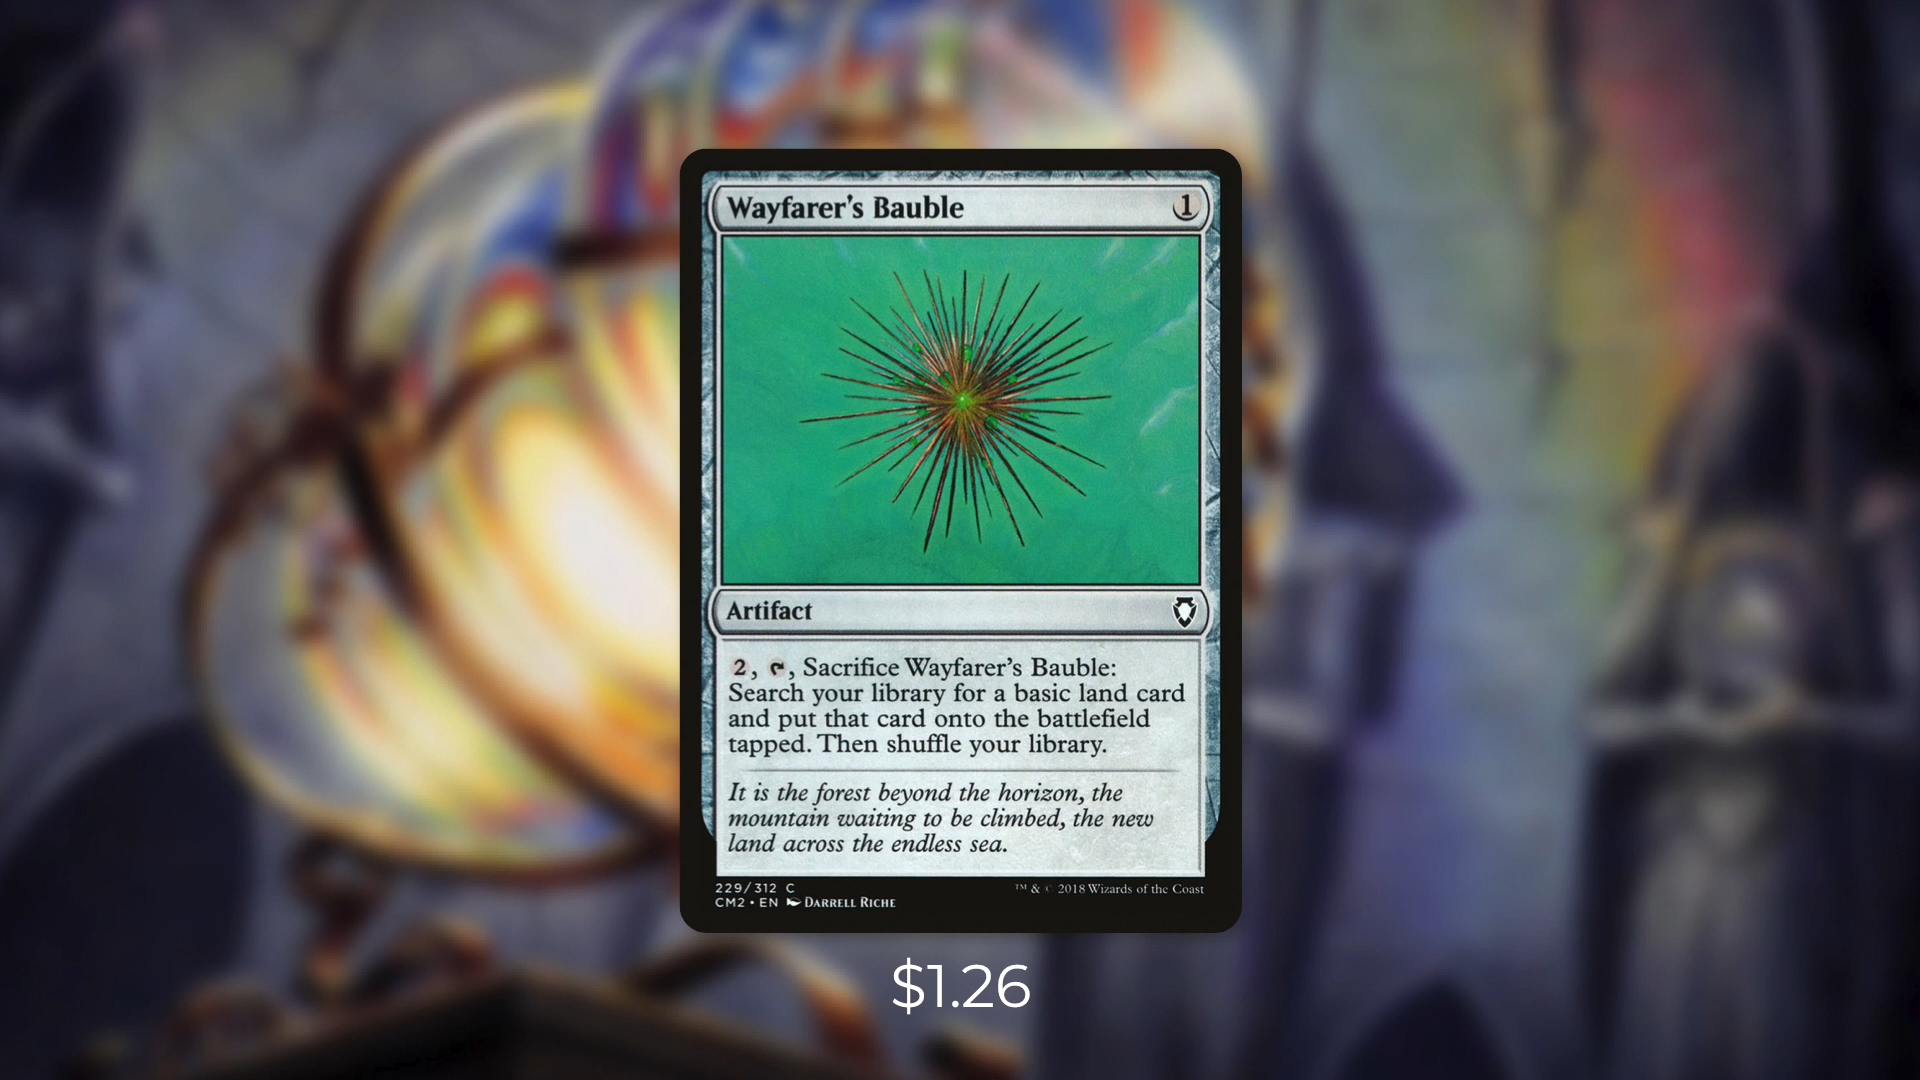 Wayfarer's Bauble 1
Artifact
2, , Sacrifice Wayfarer's Bauble:
Search your library for a basic land card
and put that card onto the battlefield
tapped. Then shuffle your library.
It is the forest beyond the horizon, the
mountain waiting to be climbed, the new
land across the endless sea.
229/312 C
™ & © 2018 Wizards of the Coast
CM2 • EN DARRELL RICHE
$1.26